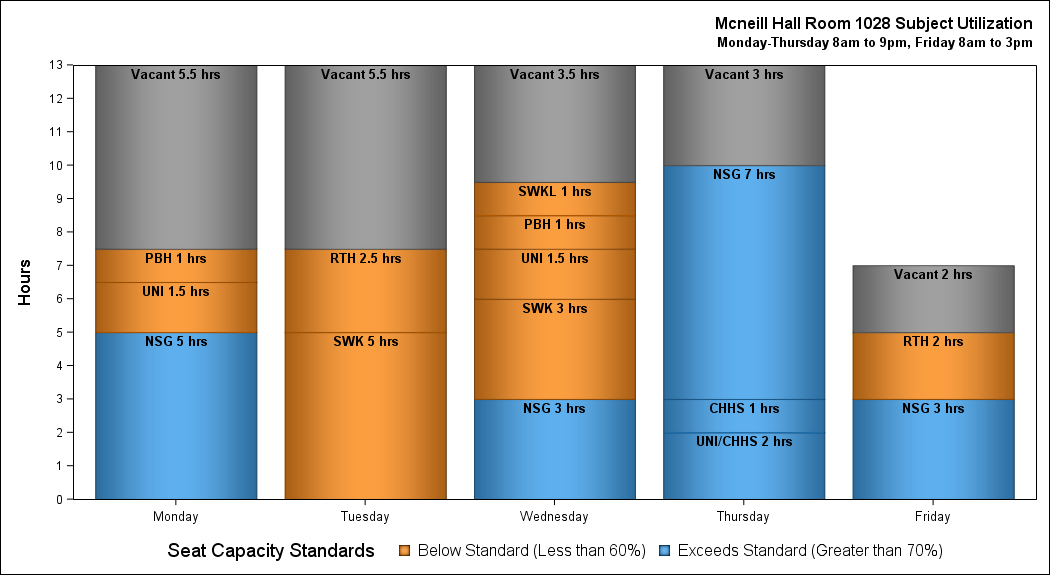 Mcneill Hall Room 1028 Subject Utilization
Monday-Thursday 8am to 9pm, Friday 8am to 3pm
Hours
13
12
11
10
9
8
7
6
5
4
3
2
1
0
Vacant 5.5 hrs
PBH 1 hrs
UNI 1.5 hrs
NSG 5 hrs
Vacant 5.5 hrs
RTH 2.5 hrs
SWK 5 hrs
Vacant 3.5 hrs
SWKL 1 hrs
PBH 1 hrs
UNI 1.5 hrs
SWK 3 hrs
NSG 3 hrs
Vacant 3 hrs
NSG 7 hrs
CHHS 1 hrs
UNI/CHHS 2 hrs
Vacant 2 hrs
RTH 2 hrs
NSG 3 hrs
Monday Tuesday Wednesday Thursday Friday
Seat Capacity Standards Below Standard (Less than 60%) Exceeds Standard (Greater than 70%)